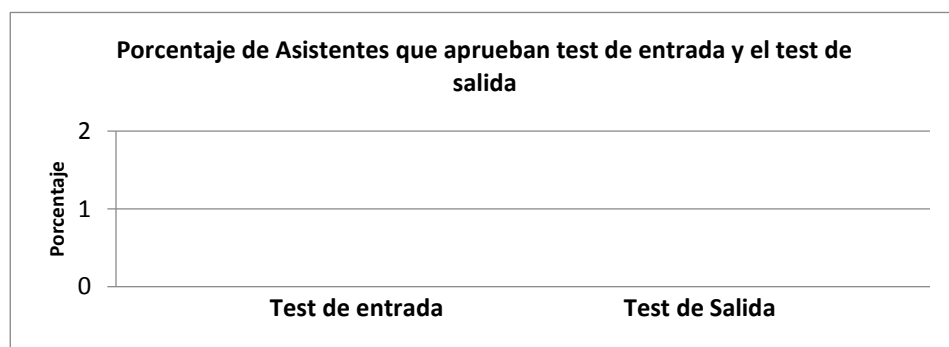 Porcentaje de Asistentes que aprueban test de entrada y el test de
salida
2
1
0
Porcentaje
Test de entrada
Test de Salida